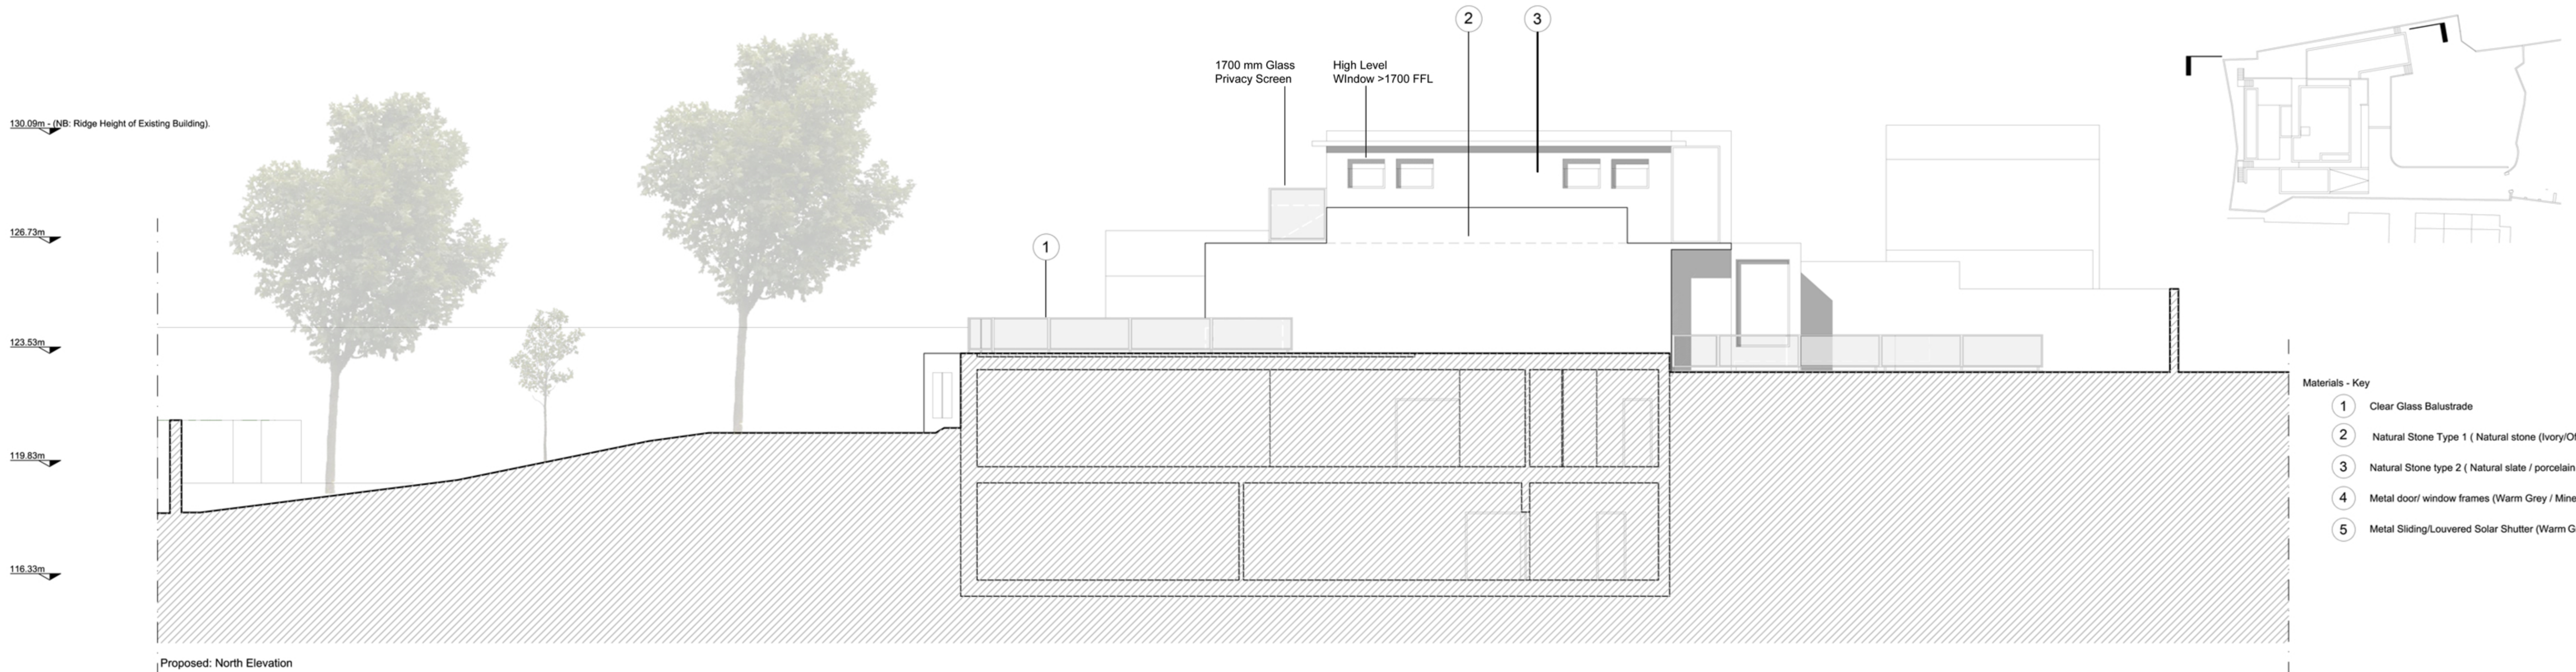 2
3
1700 mm Glass
Privacy Screen
High Level
WIndow >1700 FFL
130.09m - (NB: Ridge Height of Existing Building).
126.73m
1
123.53m
119.83m
116.33m
Materials - Key
1 Clear Glass Balustrade
2 Natural Stone Type 1 ( Natural stone (Ivory/
3 Natural Stone type 2 ( Natural slate / porcelain
4 Metal door/ window frames (Warm Grey /
5 Metal Sliding/Louvered Solar Shutter (Warm
Proposed: North Elevation